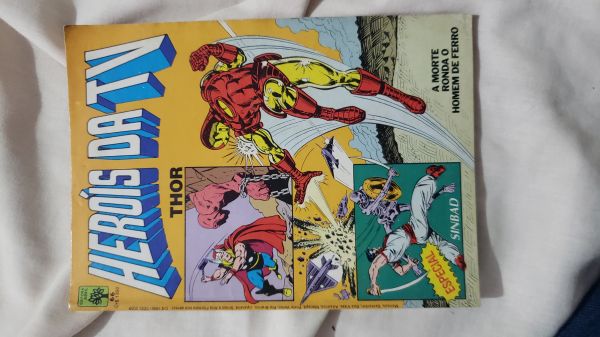 HERÓIS DA TV
THOR
A MORTE
RONDA O
HOMEM DE FERRO
ESPECIAL
SINBAD